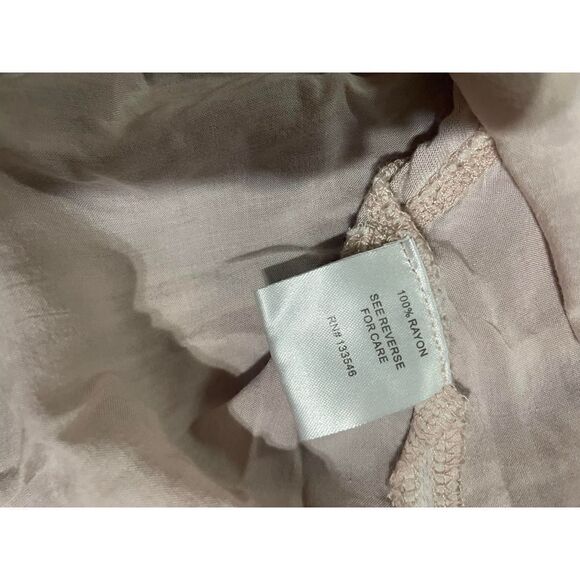 100% RAYON
SEE REVERSE
FOR CARE
RN# 133546